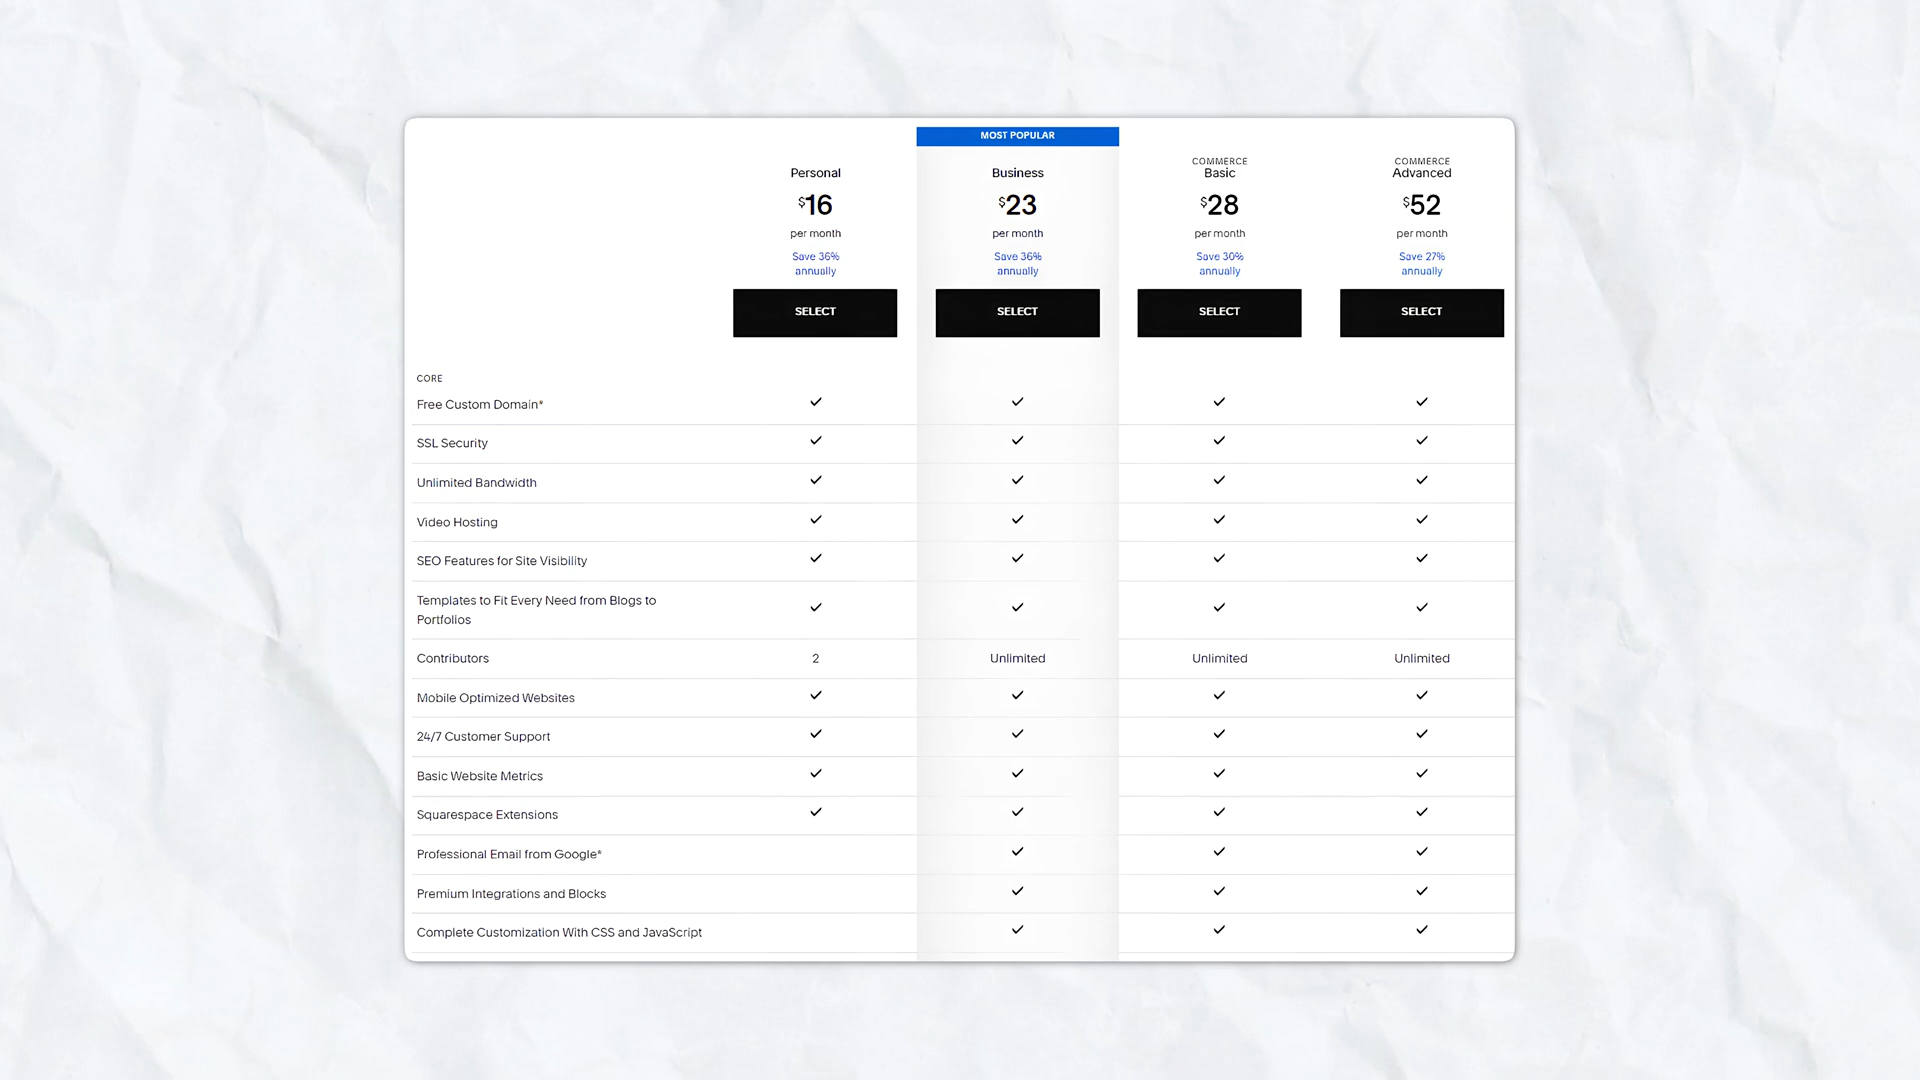 MOST POPULAR
Personal
Business
COMMERCE
Basic
COMMERCE
Advanced
$16
$23
$28
$52
per month
per month
per month
per month
Save 36%
annually
Save 36%
annually
Save 30%
annually
Save 27%
annually
SELECT
SELECT
SELECT
SELECT
CORE
Free Custom Domain*
SSL Security
Unlimited Bandwidth
Video Hosting
SEO Features for Site Visibility
Templates to Fit Every Need from Blogs to
Portfolios
Contributors 2 Unlimited Unlimited Unlimited
Mobile Optimized Websites
24/7 Customer Support
Basic Website Metrics
Squarespace Extensions
Professional Email from Google*
Premium Integrations and Blocks
Complete Customization With CSS and JavaScript